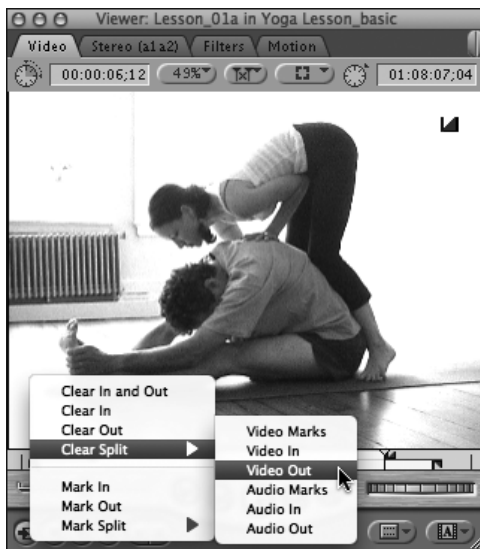 Viewer: Lesson_01a in Yoga Lesson_basic
Video Stereo (a1a2) Filters Motion
00:00:06;12 49% 01:08:07;04
Clear In and Out
Clear In
Clear Out
Clear Split
Mark In
Mark Out
Mark Split
Video Marks
Video In
Video Out
Audio Marks
Audio In
Audio Out
A